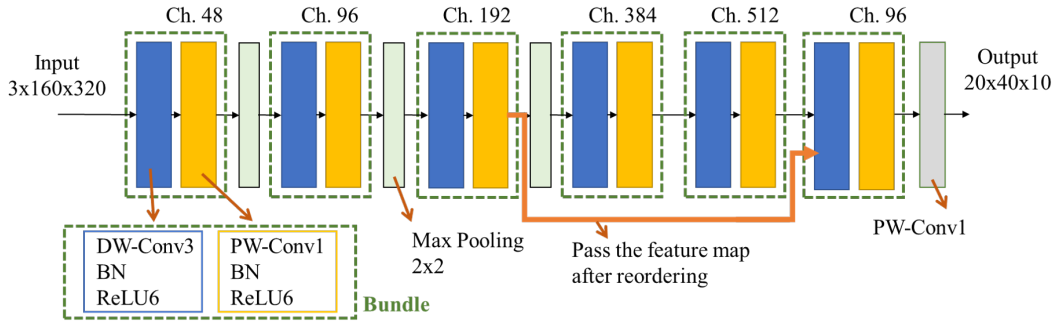 Ch. 48
Ch. 96
Ch. 192
Ch. 384
Ch. 512
Ch. 96
Input
3x160x320
Output
20x40x10
DW-Conv3
BN
ReLU6
PW-Conv1
BN
ReLU6
Bundle
Max Pooling
2x2
Pass the feature map
after reordering
PW-Conv1